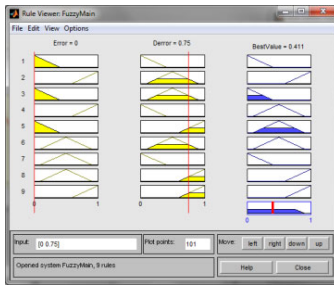 Rule Viewer: FuzzyMain
File Edit View Options
Eerror = 0 Derror = 0.75 BestValue = 0.411
1
2
3
4
5
6
7
8
9
0 1 0 1
0 1
Input: [0 0.75] Plot points: 101 Move: left right down up
Opened system FuzzyMain, 9 rules Help Close